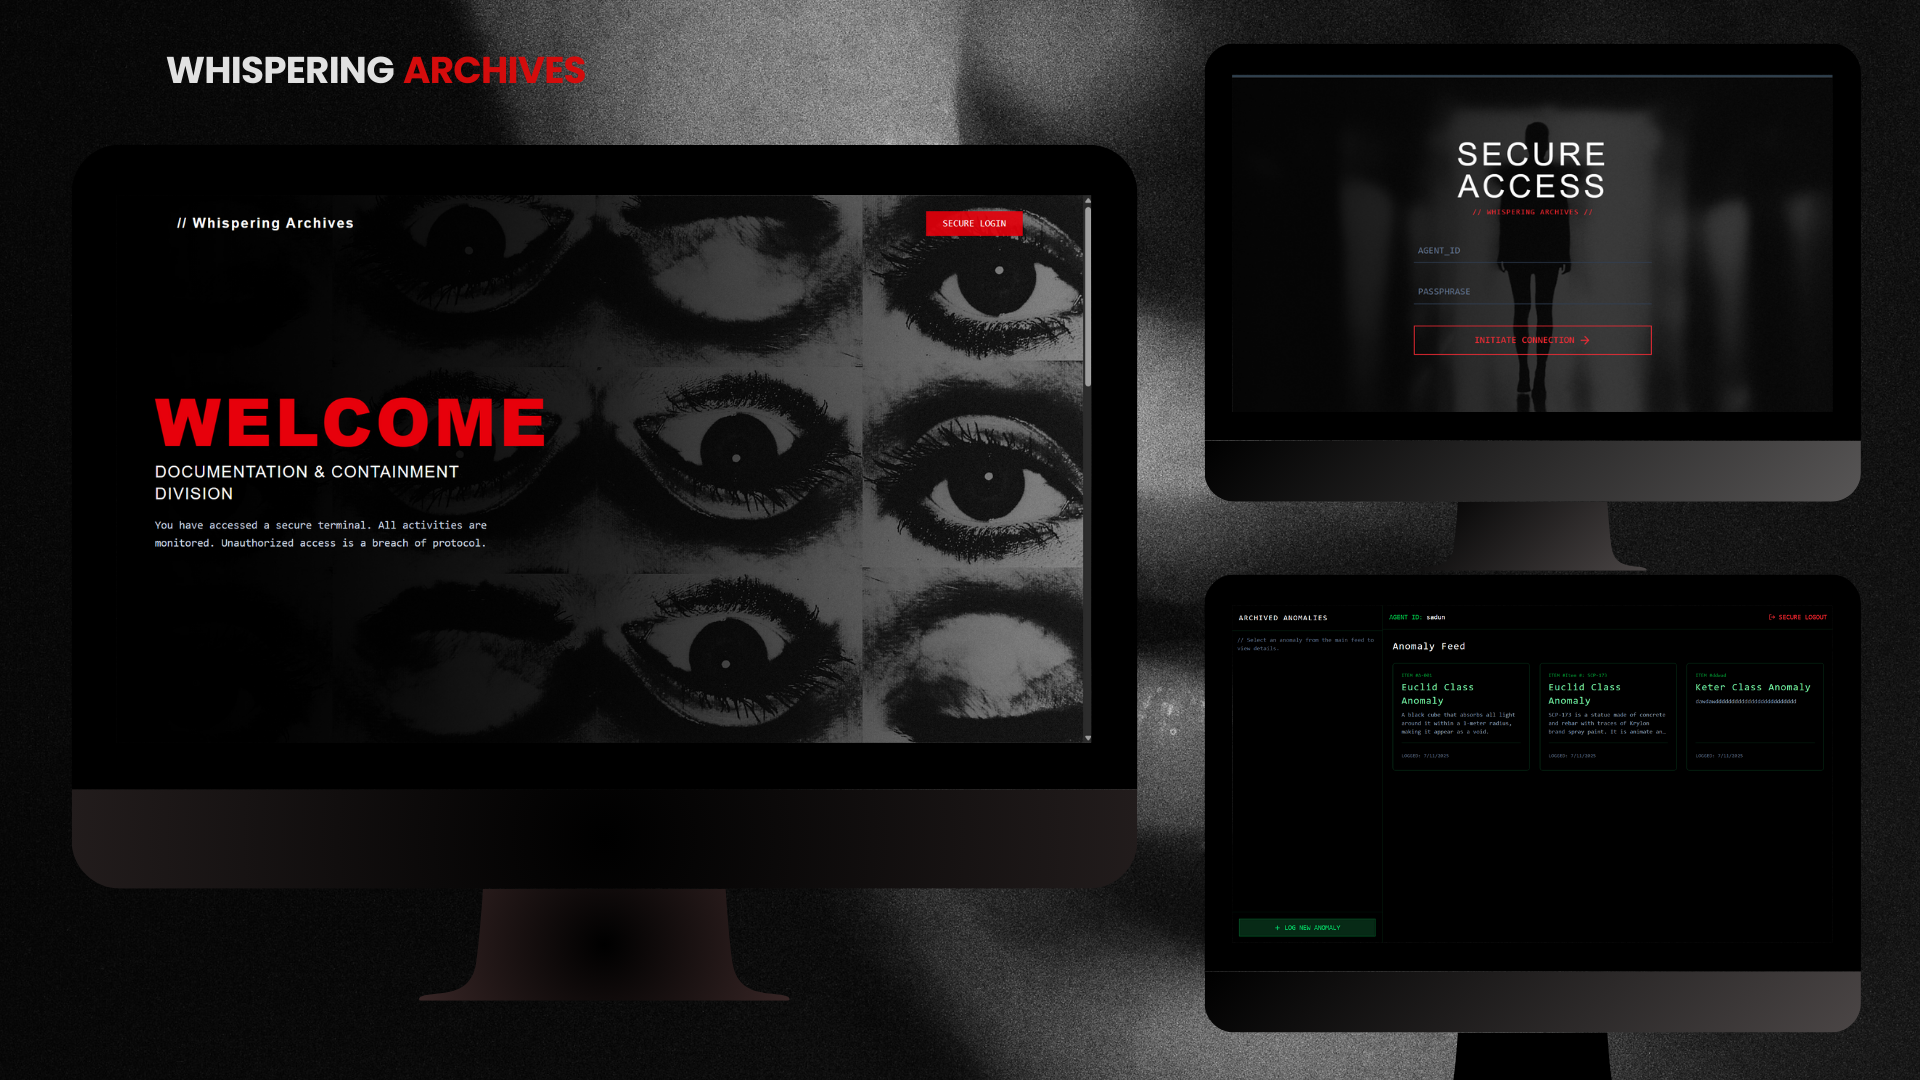 WHISPERING ARCHIVES
// Whispering Archives
SECURE LOGIN
WELCOME
DOCUMENTATION & CONTAINMENT
DIVISION
You have accessed a secure terminal. All activities are
monitored. Unauthorized access is a breach of protocol.
SECURE
ACCESS
// WHISPERING ARCHIVES //
AGENT_ID
PASSPHRASE
INITIATE CONNECTION →
ARCHIVED ANOMALIES
// Select an anomaly from the main feed to
view details.
+ LOG NEW ANOMALY
AGENT ID: sadun
SECURE LOGOUT
Anomaly Feed
Euclid Class
Anomaly
A black cube that absorbs all light
around it within a 1-meter radius,
making it appear as a void.
LOGGED: 7/11/2025
Euclid Class
Anomaly
SCP-173 is a statue made of concrete
and rebar with traces of Krylon
brand spray paint. It is animate an…
LOGGED: 7/11/2025
Keter Class Anomaly
LOGGED: 7/11/2025